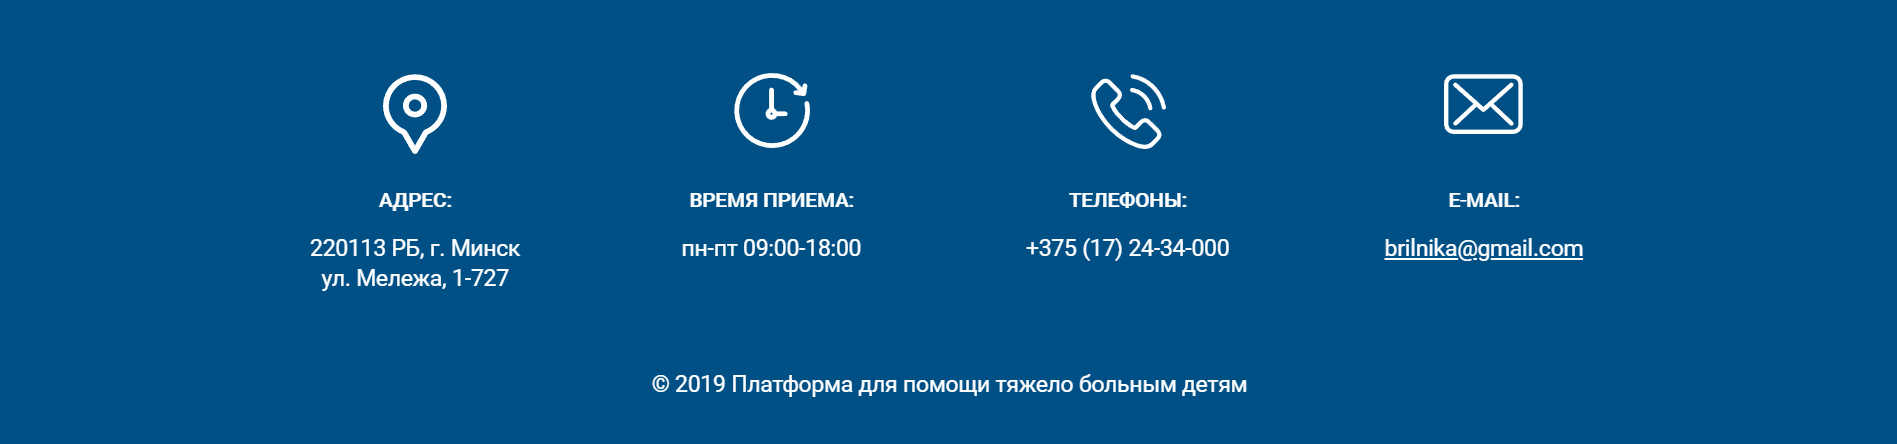 АДРЕС:
220113 РБ, г. Минск
ул. Мележа, 1-727
ВРЕМЯ ПРИЕМА:
пн-пт 09:00-18:00
ТЕЛЕФОНЫ:
+375 (17) 24-34-000
E-MAIL:
brilnika@gmail.com
© 2019 Платформа для помощи тяжело больным детям